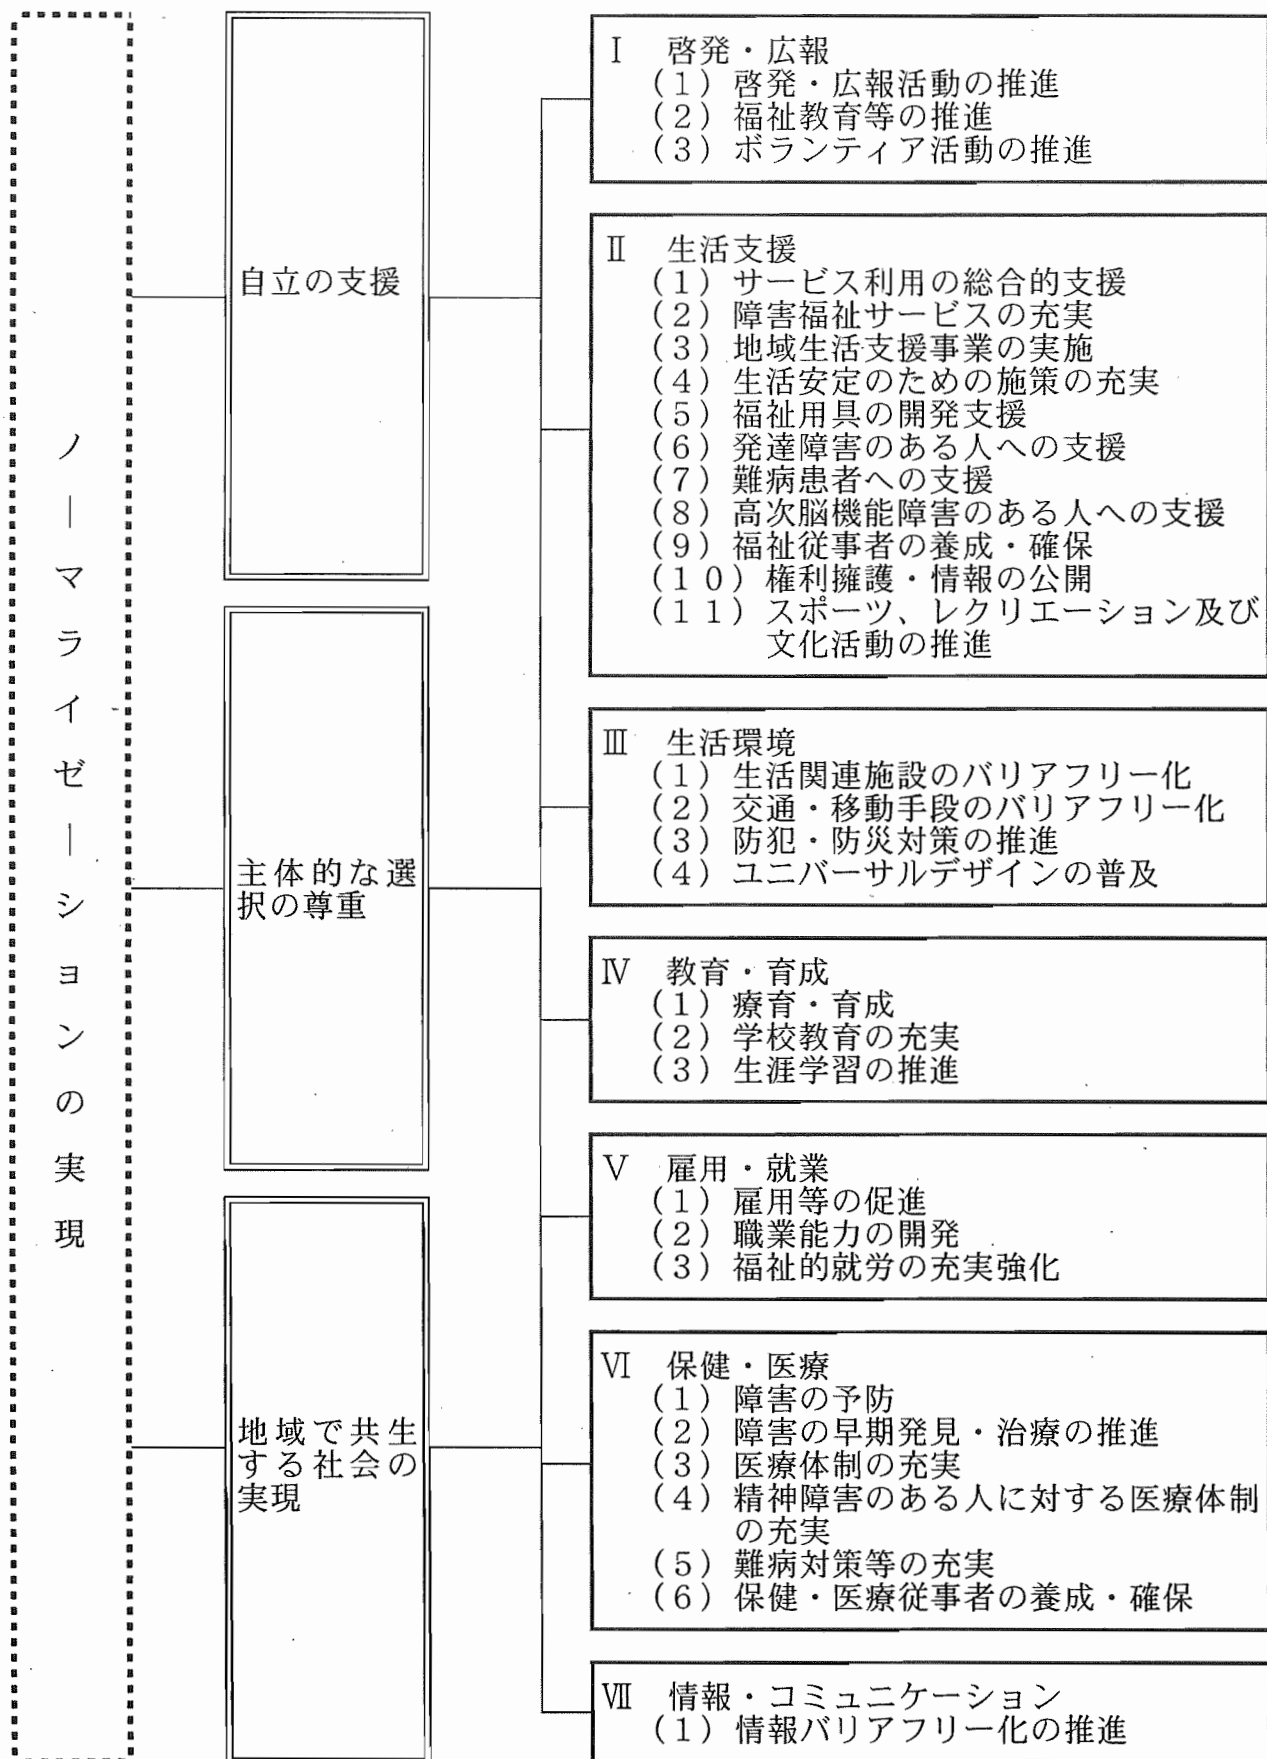 ノーマライゼーションの実現
自立の支援
主体的な選
択の尊重
地域で共生
する社会の
実現
Ⅰ 啓発・広報
(1)啓発・広報活動の推進
(2)福祉教育等の推進
(3)ボランティア活動の推進
Ⅱ 生活支援
(1)サービス利用の総合的支援
(2)障害福祉サービスの充実
(3)地域生活支援事業の実施
(4)生活安定のための施策の充実
(5)福祉用具の開発支援
(6)発達障害のある人への支援
(7)難病患者への支援
(8)高次脳機能障害のある人への支援
(9)福祉従事者の養成・確保
(10)権利擁護・情報の公開
(11)スポーツ、レクリエーション及び
文化活動の推進
Ⅲ 生活環境
(1)生活関連施設のバリアフリー化
(2)交通・移動手段のバリアフリー化
(3)防犯・防災対策の推進
(4)ユニバーサルデザインの普及
Ⅳ 教育・育成
(1)療育・育成
(2)学校教育の充実
(3)生涯学習の推進
Ⅴ 雇用・就業
(1)雇用等の促進
(2)職業能力の開発
(3)福祉的就労の充実強化
Ⅵ 保健・医療
(1)障害の予防
(2)障害の早期発見・治療の推進
(3)医療体制の充実
(4)精神障害のある人に対する医療体制
の充実
(5)難病対策等の充実
(6)保健・医療従事者の養成・確保
Ⅶ 情報・コミュニケーション
(1)情報バリアフリー化の推進